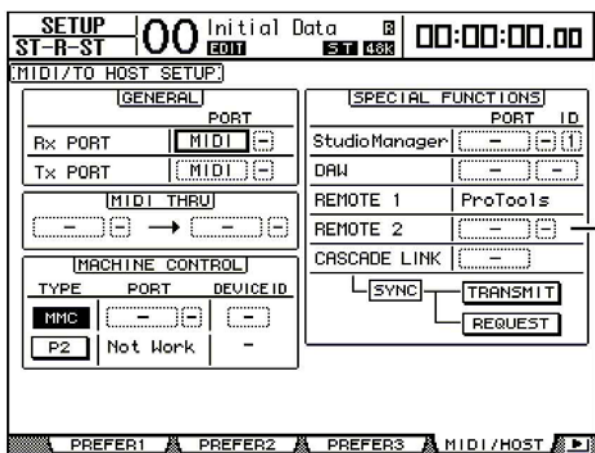 SETUP
ST-R-ST
00
Initial Data
EDIT
ST 48K
00:00:00.00
MIDI/TO HOST SETUP
GENERAL
PORT
Rx PORT
MIDI -
Tx PORT
MIDI -
MIDI THRU
- - → - -
MACHINE CONTROL
TYPE PORT DEVICE ID
MMC - - -
P2 Not Work -
SPECIAL FUNCTIONS
PORT ID
StudioManager - - 1
DAW - -
REMOTE 1 ProTools
REMOTE 2 - -
CASCADE LINK -
SYNC
TRANSMIT
REQUEST
PREFER1 PREFER2 PREFER3 MIDI/HOST